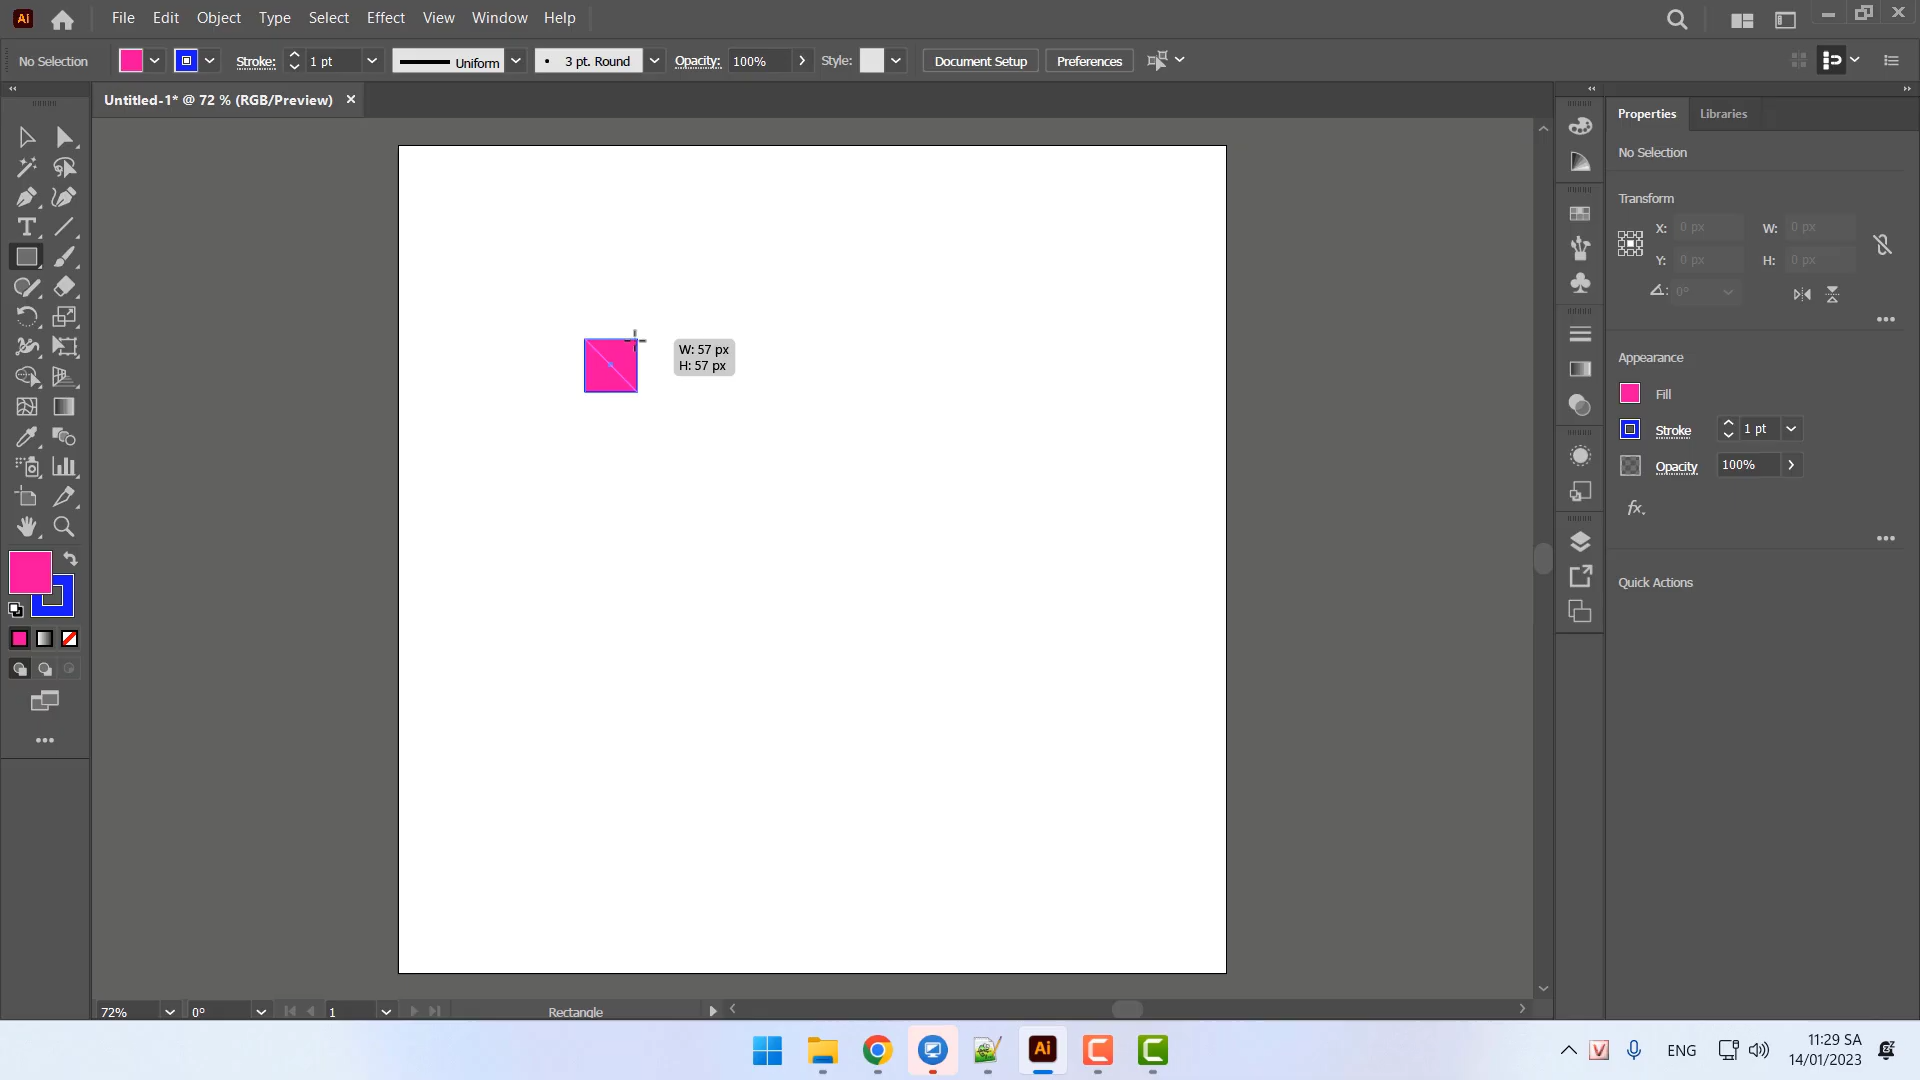 Ai File Edit Object Type Select Effect View Window Help
No Selection Stroke: 1 pt Uniform 3 pt. Round Opacity: 100% Style: Document Setup Preferences
Untitled-1* @ 72 % (RGB/Preview)
Properties Libraries
No Selection
Transform
X: 0 px W: 0 px
Y: 0 px H: 0 px
0°
Appearance
Fill
Stroke 1 pt
Opacity 100%
fx
Quick Actions
W: 57 px
H: 57 px
T
72% 0° 1 Rectangle
Ai
V ENG
11:29 SA
14/01/2023